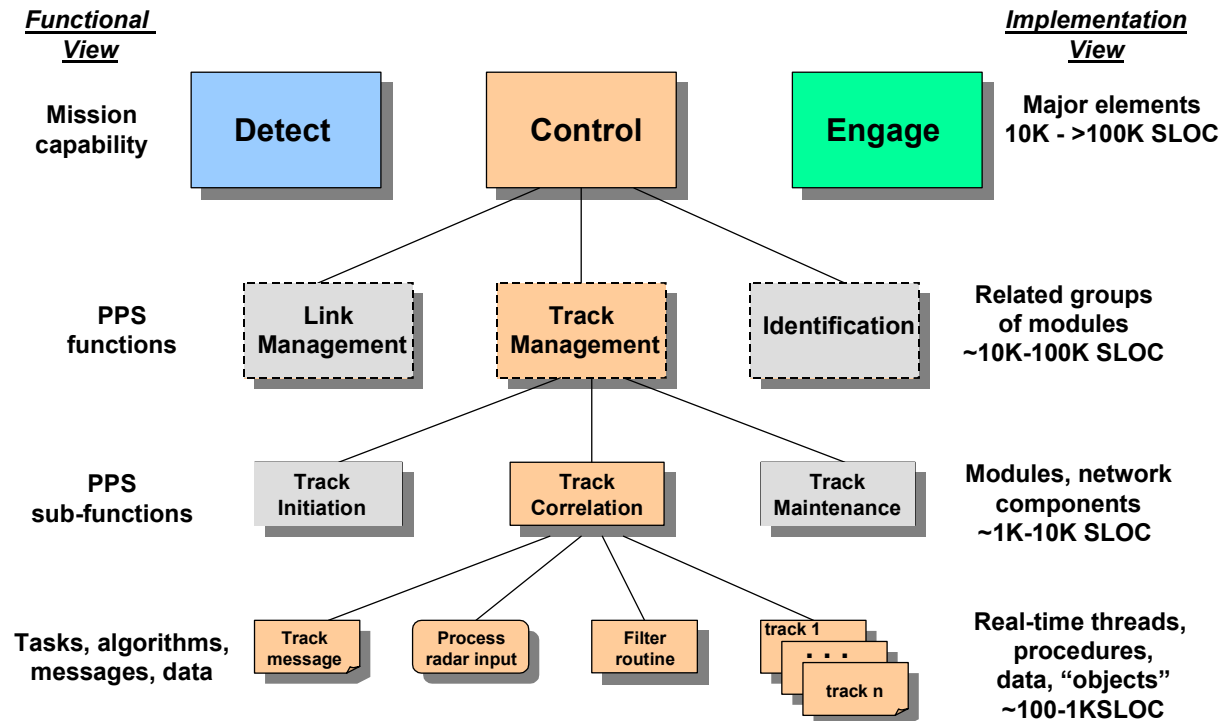 Functional
View
Implementation
View
Mission
capability
Detect
Control
Engage
Major elements
10K - >100K SLOC
PPS
functions
Link
Management
Track
Management
Identification
Related groups
of modules
~10K-100K SLOC
PPS
sub-functions
Track
Initiation
Track
Correlation
Track
Maintenance
Modules, network
components
~1K-10K SLOC
Tasks, algorithms,
messages, data
Track
message
Process
radar input
Filter
routine
track 1
. . .
track n
Real-time threads,
procedures,
data, “objects”
~100-1KSLOC